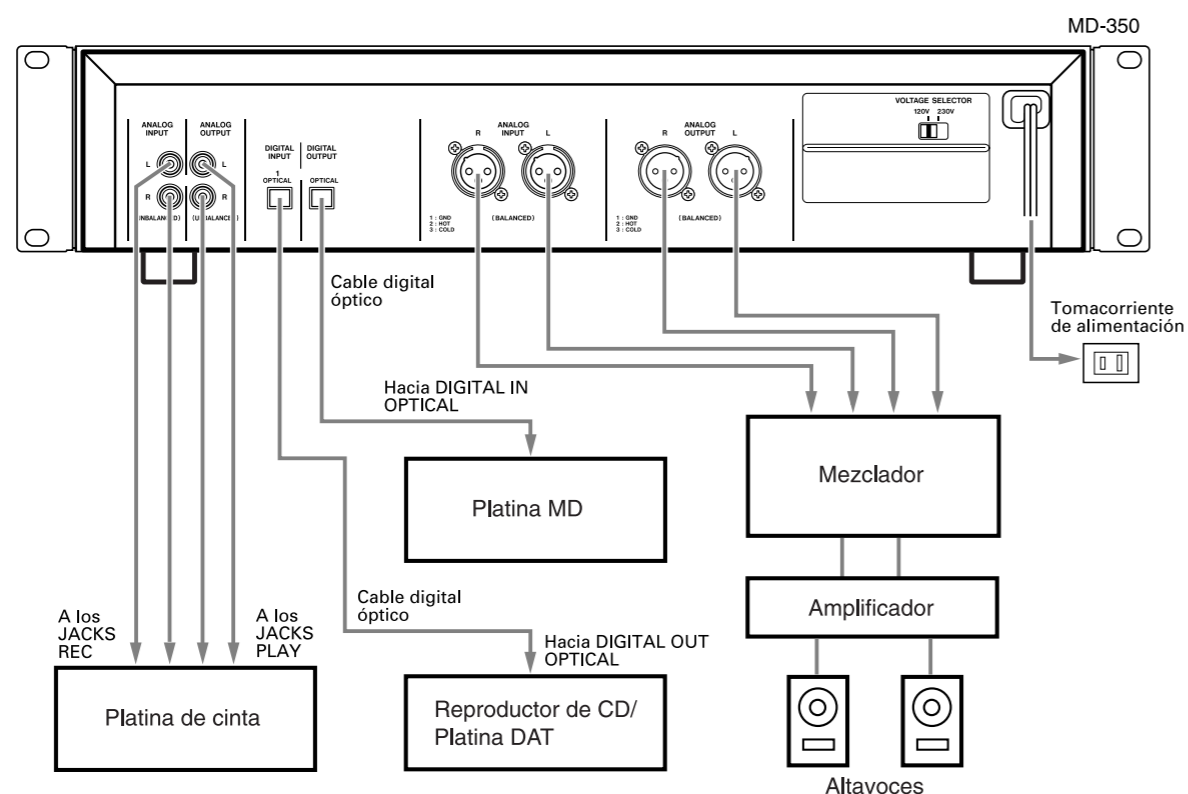 MD-350
VOLTAGE SELECTOR
120V 230V
ANALOG
INPUT
L
R
(UNBALANCED)
ANALOG
OUTPUT
L
R
(UNBALANCED)
DIGITAL
INPUT
1
OPTICAL
DIGITAL
OUTPUT
OPTICAL
ANALOG
R INPUT L
1 : GND
2 : HOT
3 : COLD
(BALANCED)
ANALOG
R OUTPUT L
1 : GND
2 : HOT
3 : COLD
(BALANCED)
Cable digital
óptico
Tomacorriente
de alimentación
Hacia DIGITAL IN
OPTICAL
Platina MD
Mezclador
Cable digital
óptico
Amplificador
A los
JACKS
REC
A los
JACKS
PLAY
Hacia DIGITAL OUT
OPTICAL
Platina de cinta
Reproductor de CD/
Platina DAT
Altavoces